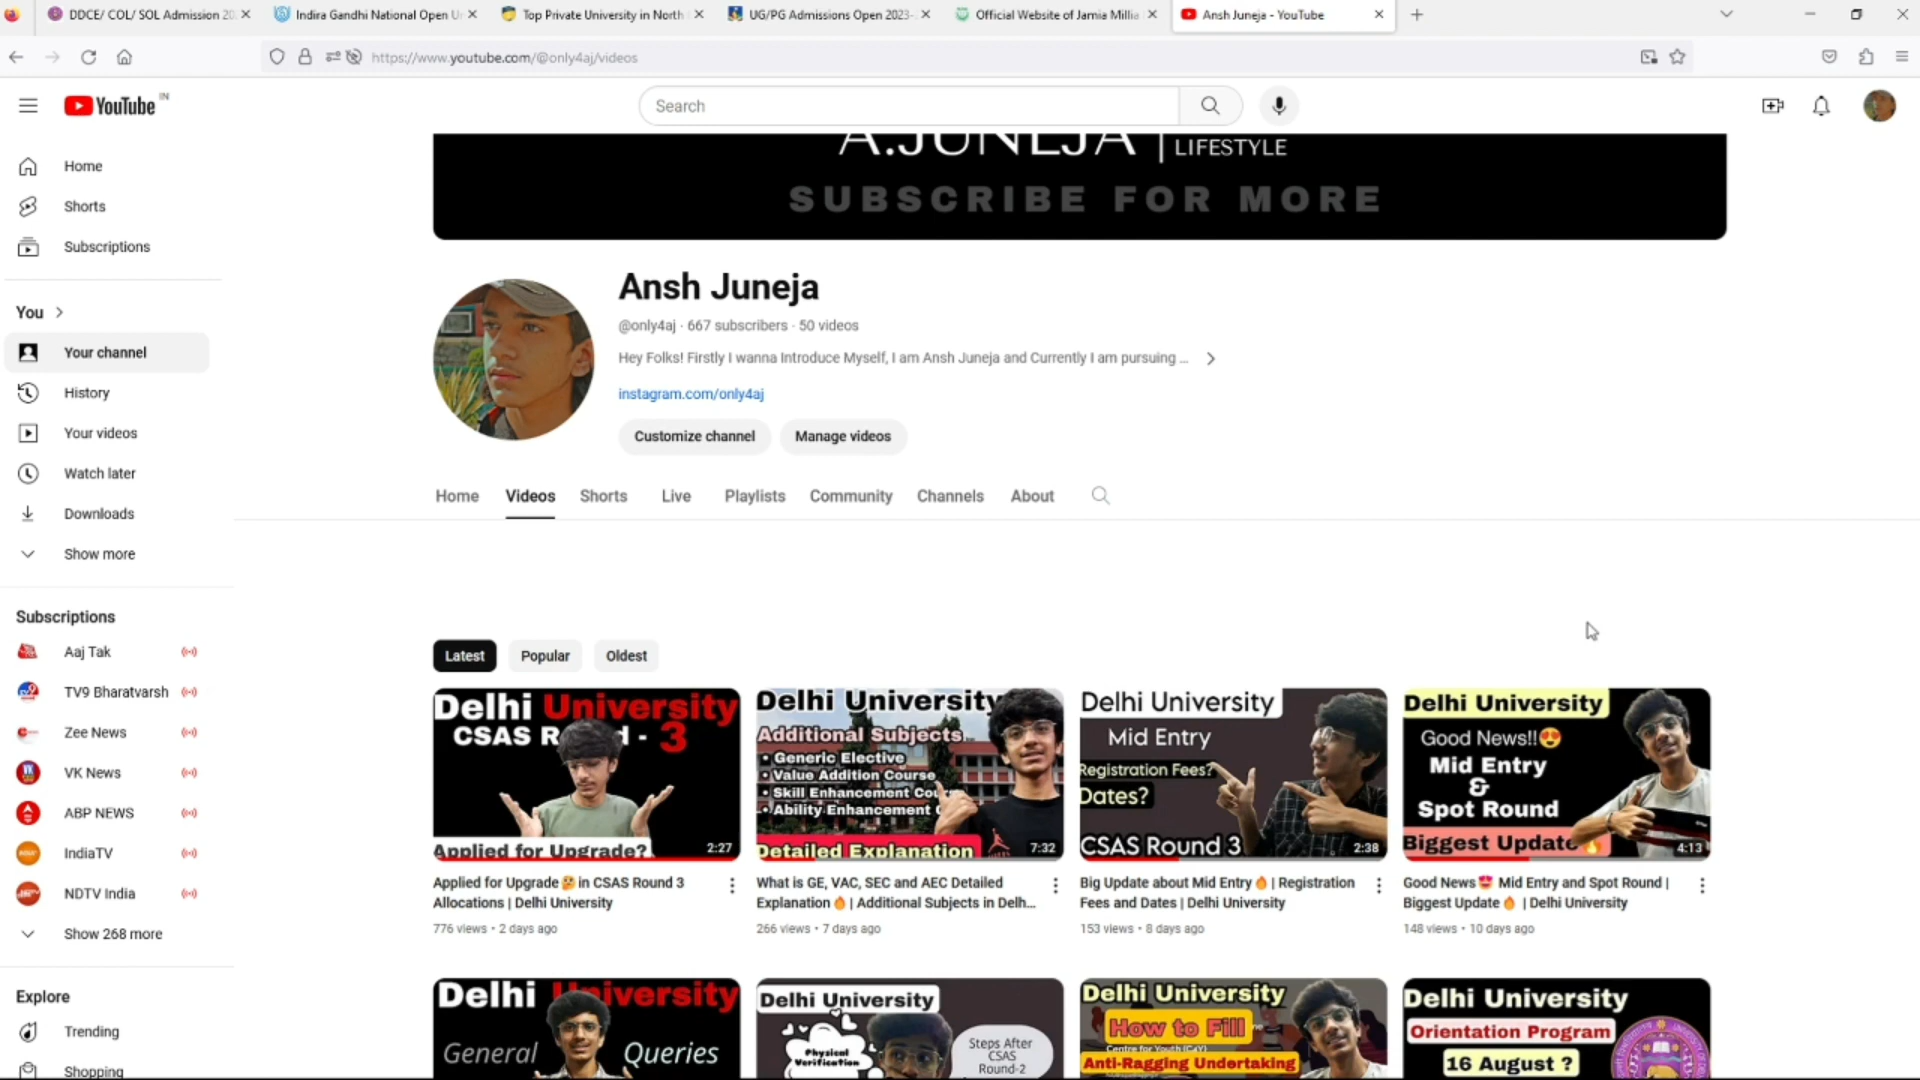 DDCE/ COL/ SOL Admission 20
Indira Gandhi National Open U
Top Private University in North
UG/PG Admissions Open 2023-
Official Website of Jamia Millia
Ansh Juneja - YouTube
https://www.youtube.com/@only4aj/videos
YouTube IN
Search
A.JUNEJA | LIFESTYLE
SUBSCRIBE FOR MORE
Home
Shorts
Subscriptions
You
Your channel
History
Your videos
Watch later
Downloads
Show more
Subscriptions
Aaj Tak
TV9 Bharatvarsh
Zee News
VK News
ABP NEWS
IndiaTV
NDTV India
Show 268 more
Explore
Trending
Shopping
Ansh Juneja
@only4aj · 667 subscribers · 50 videos
Hey Folks! Firstly I wanna Introduce Myself, I am Ansh Juneja and Currently I am pursuing ...
instagram.com/only4aj
Customize channel
Manage videos
Home Videos Shorts Live Playlists Community Channels About
Latest Popular Oldest
Delhi University
CSAS R nd - 3
Applied for Upgrade?
2:27
Applied for Upgrade🤔 in CSAS Round 3
Allocations | Delhi University
776 views • 2 days ago
Delhi University
Additional Subjects
• Generic Elective
• Value Addition Course
• Skill Enhancement Cou
• Ability Enhancement C
Detailed Explanation
7:32
What is GE, VAC, SEC and AEC Detailed
Explanation🔥| Additional Subjects in Delh...
266 views • 7 days ago
Delhi University
Mid Entry
Registration Fees?
Dates?
CSAS Round 3
2:38
Big Update about Mid Entry🔥| Registration
Fees and Dates | Delhi University
153 views • 8 days ago
Delhi University
Good News!!😍
Mid Entry
&
Spot Round
Biggest Update🔥
4:13
Good News😍 Mid Entry and Spot Round |
Biggest Update🔥 | Delhi University
148 views • 10 days ago
Delhi University
General Queries
Delhi University
Physical
Verification
Steps After
CSAS
Round-2
Delhi University
How to Fill
Centre for Youth (C4Y)
Anti-Ragging Undertaking
Delhi University
Orientation Program
16 August ?